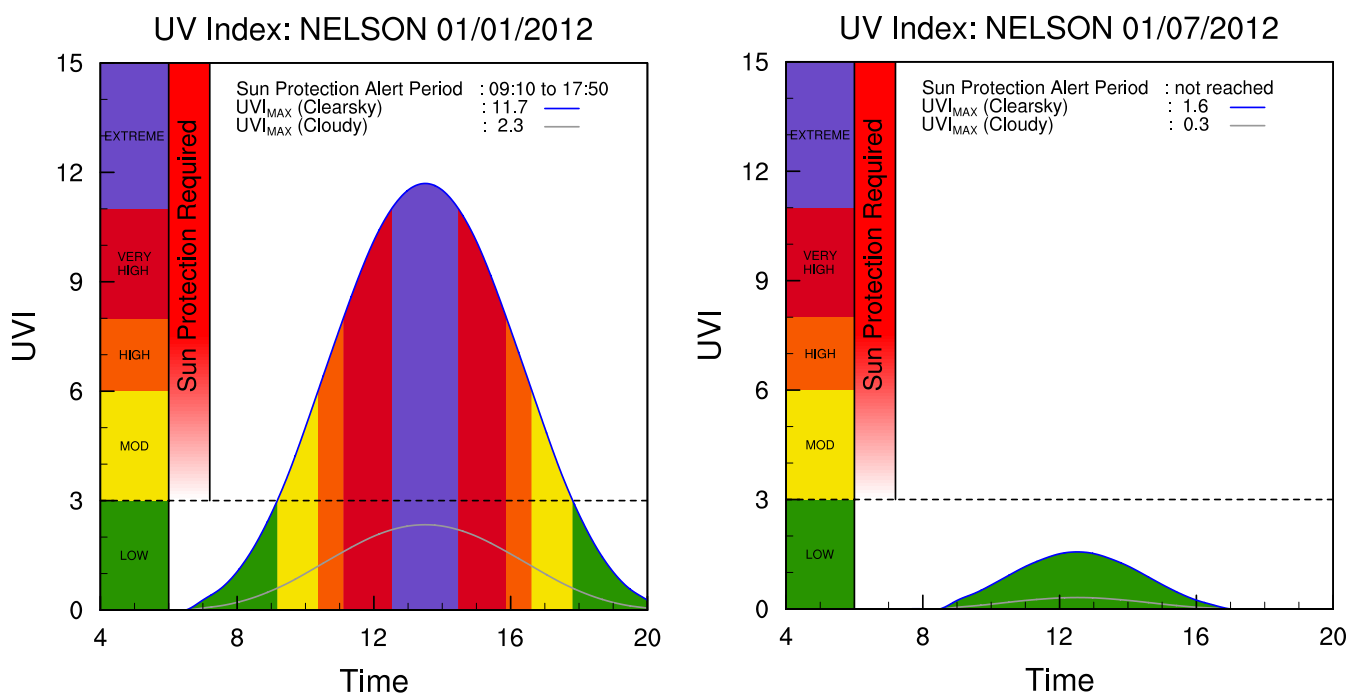 UV Index: NELSON 01/01/2012
15
12
9
6
3
0
UVI
EXTREME
VERY
HIGH
HIGH
MOD
LOW
Sun Protection Required
Sun Protection Alert Period : 09:10 to 17:50
UVIMAX (Clearsky) : 11.7
UVIMAX (Cloudy) : 2.3
4 8 12 16 20
Time
UV Index: NELSON 01/07/2012
15
12
9
6
3
0
UVI
EXTREME
VERY
HIGH
HIGH
MOD
LOW
Sun Protection Required
Sun Protection Alert Period : not reached
UVIMAX (Clearsky) : 1.6
UVIMAX (Cloudy) : 0.3
4 8 12 16 20
Time